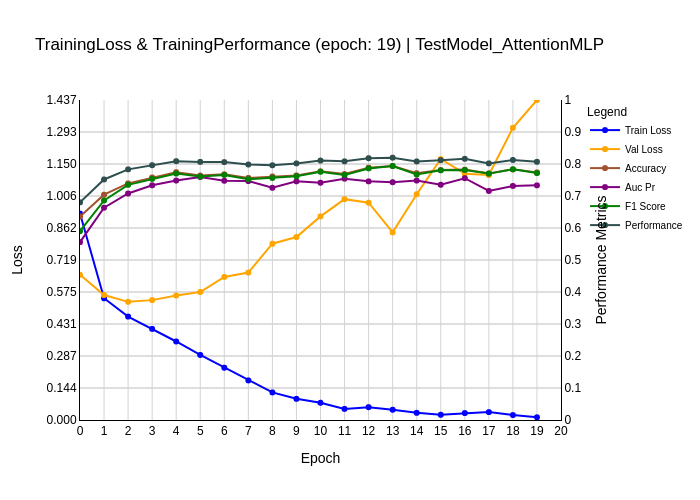 TrainingLoss & TrainingPerformance (epoch: 19) | TestModel_AttentionMLP
1.437
1.293
1.150
1.006
0.862
0.719
0.575
0.431
0.287
0.144
0.000
Loss
0 1 2 3 4 5 6 7 8 9 10 11 12 13 14 15 16 17 18 19 20
Epoch
1
0.9
0.8
0.7
0.6
0.5
0.4
0.3
0.2
0.1
0
Performance Metrics
Legend
Train Loss
Val Loss
Accuracy
Auc Pr
F1 Score
Performance